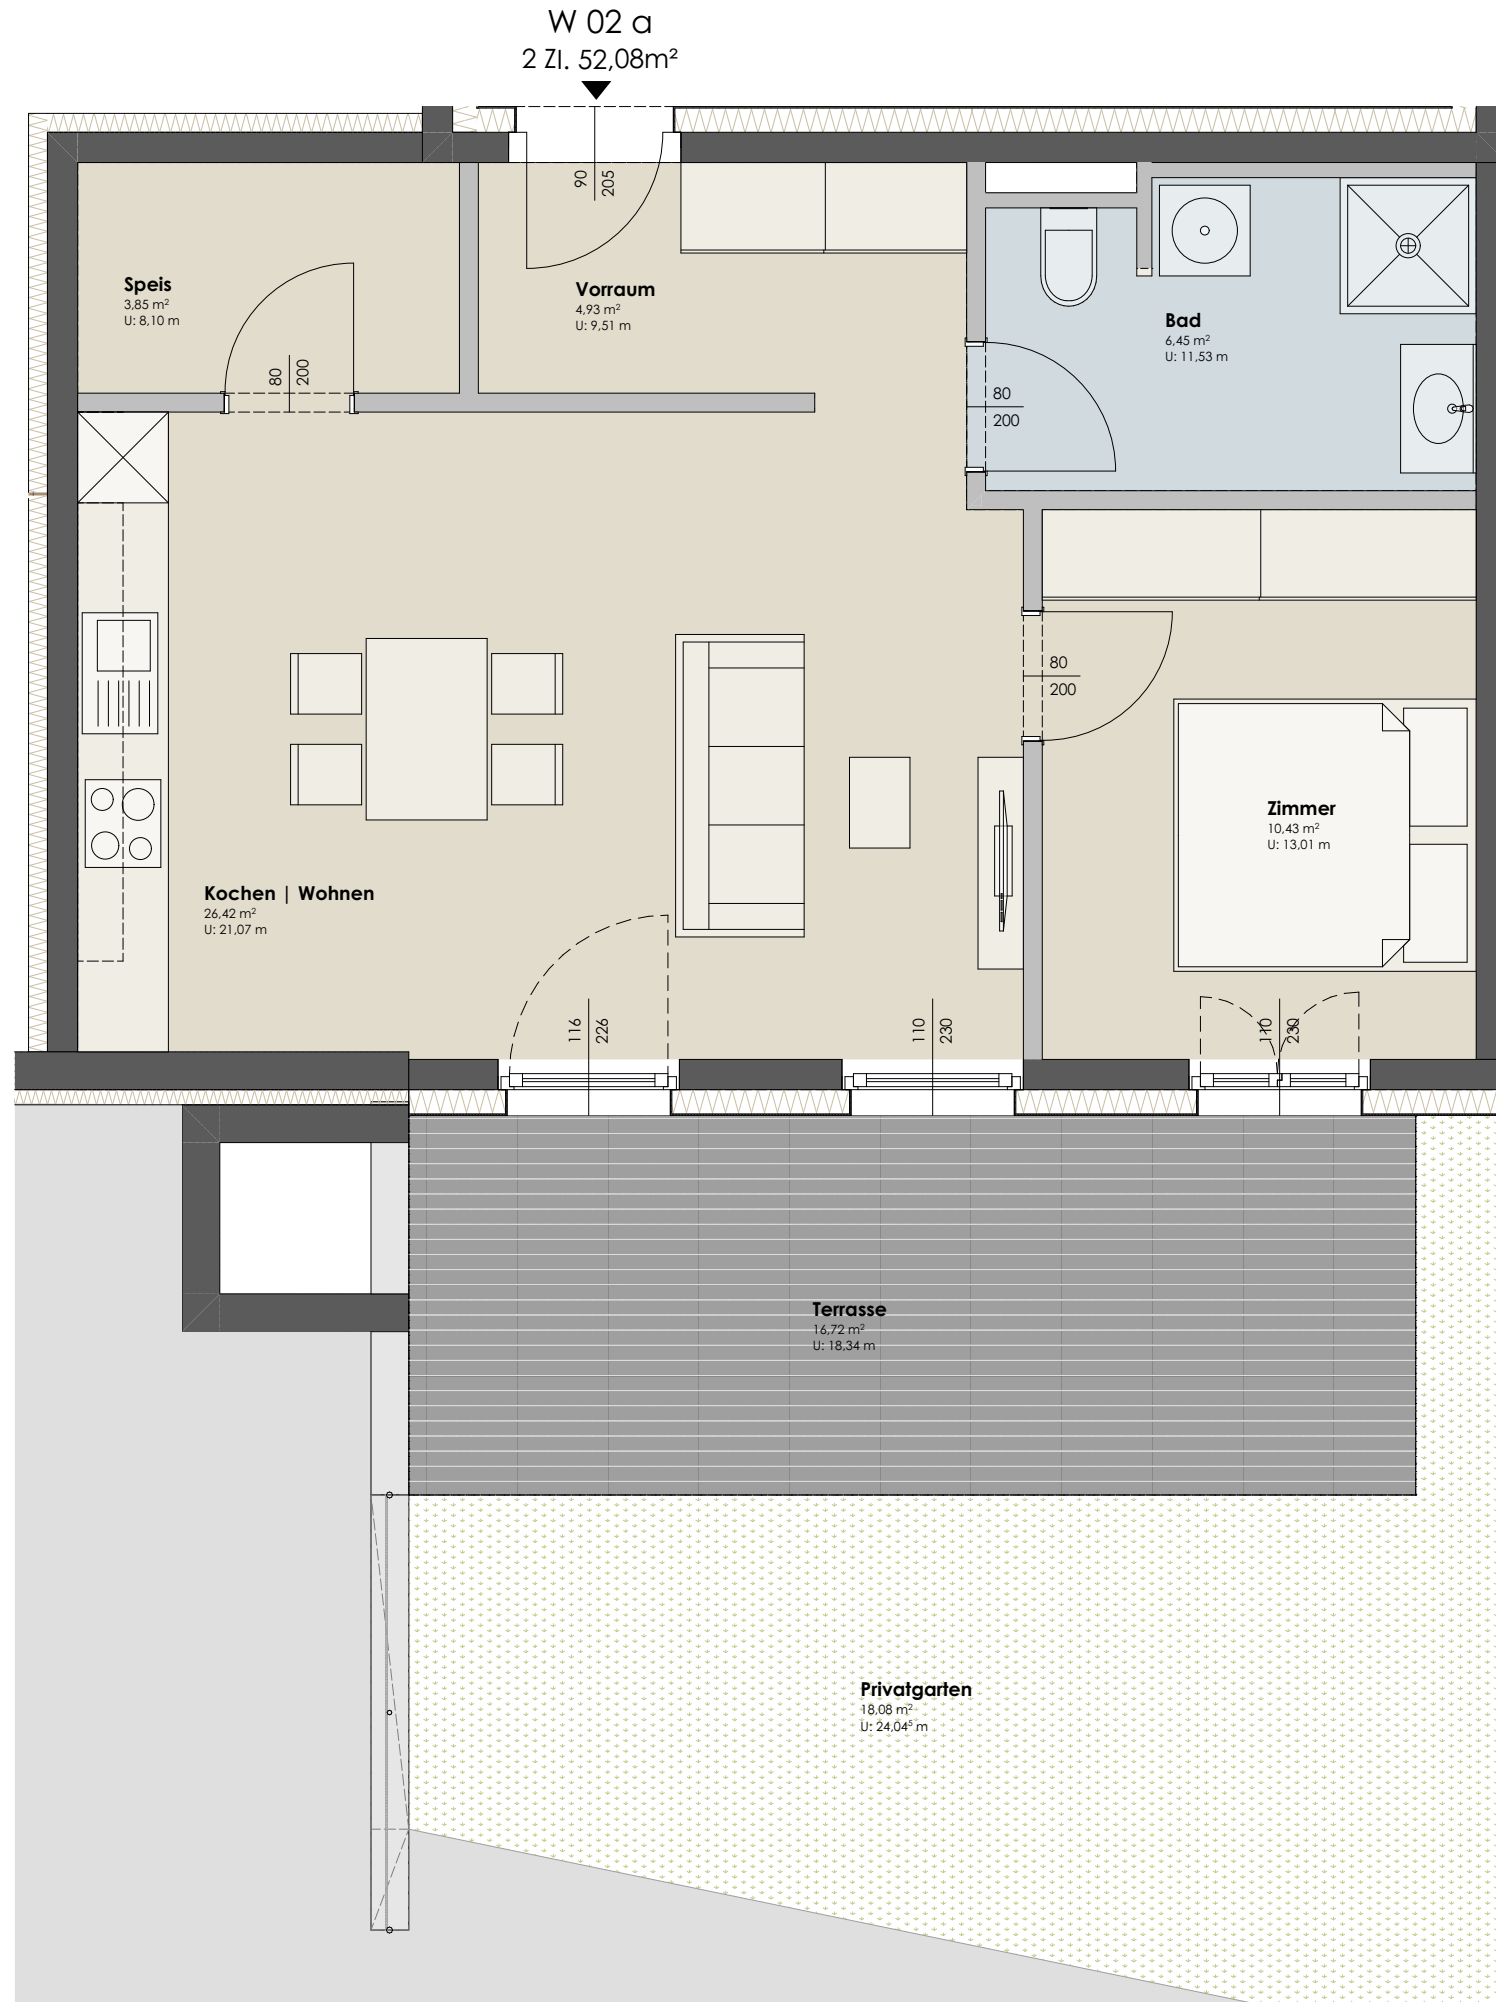 W 02 a
2 ZI. 52,08m²
90
205
Speis
3,85 m²
U: 8,10 m
Vorraum
4,93 m²
U: 9,51 m
Bad
6,45 m²
U: 11,53 m
80
200
80
200
80
200
Zimmer
10,43 m²
U: 13,01 m
Kochen | Wohnen
26,42 m²
U: 21,07 m
116
226
110
230
110
230
Terrasse
16,72 m²
U: 18,34 m
Privatgarten
18,08 m²
U: 24,04⁵ m